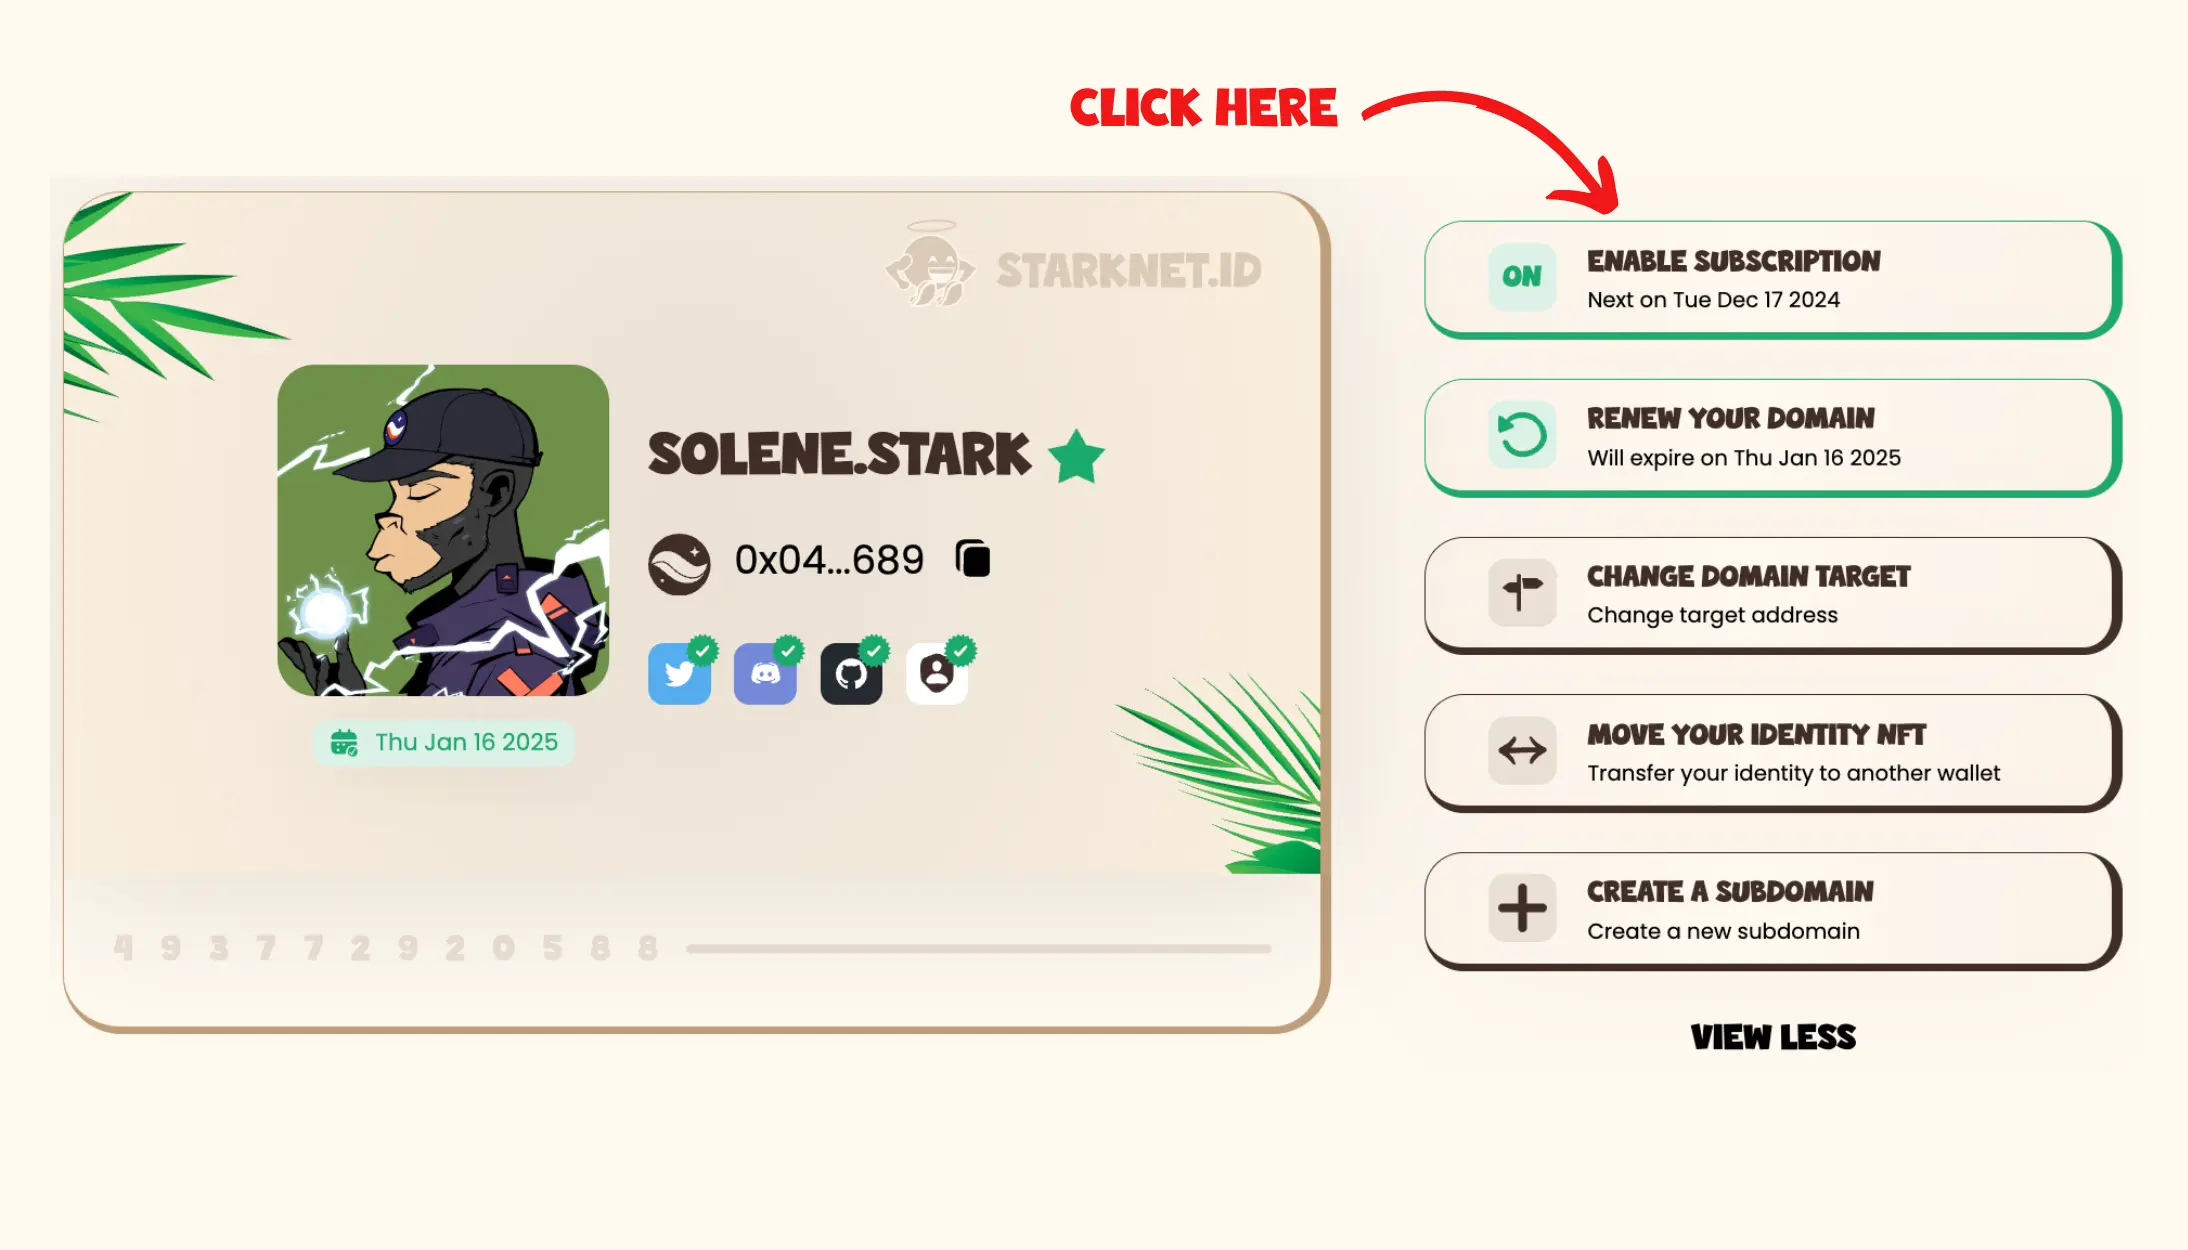 CLICK HERE
STARKNET.ID
SOLENE.STARK
0x04...689
Thu Jan 16 2025
4 9 3 7 7 2 9 2 0 5 8 8
ON
ENABLE SUBSCRIPTION
Next on Tue Dec 17 2024
RENEW YOUR DOMAIN
Will expire on Thu Jan 16 2025
CHANGE DOMAIN TARGET
Change target address
MOVE YOUR IDENTITY NFT
Transfer your identity to another wallet
CREATE A SUBDOMAIN
Create a new subdomain
VIEW LESS